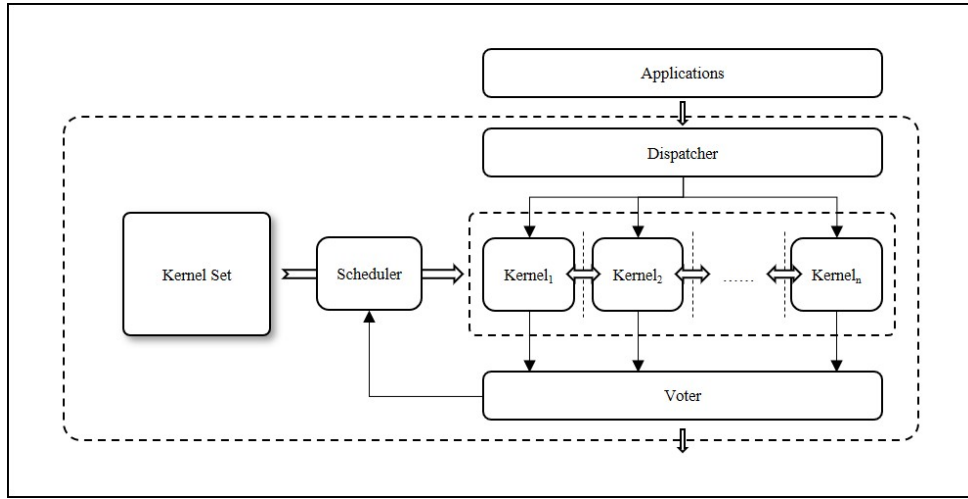 Applications
Dispatcher
Kernel Set
Scheduler
Kernel₁
Kernel₂
......
Kernelₙ
Voter